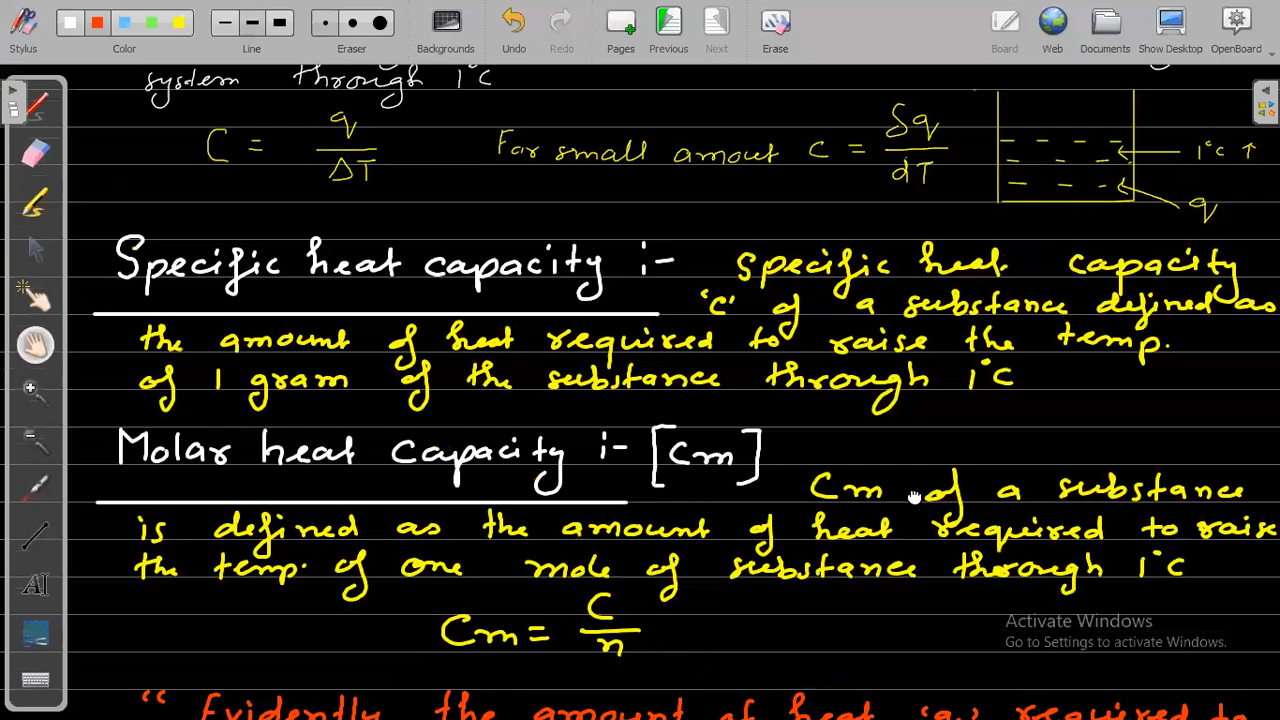 Stylus Color Line Eraser Backgrounds Undo Redo Pages Previous Next Erase Board Web Documents Show Desktop OpenBoard
system through 1°C
C = q/ΔT For small amout C = δq/dT 1°C ↑
q
Specific heat capacity :- specific heat capacity
'C' of a substance defined as
the amount of heat required to raise the temp.
of 1 gram of the substance through 1°C
Molar heat capacity :- [Cm]
Cm of a substance
is defined as the amount of heat required to raise
the temp. of one mole of substance through 1°C
Cm = C/n
Activate Windows
Go to Settings to activate Windows.
“ Evidently the amount of heat 'q' required to